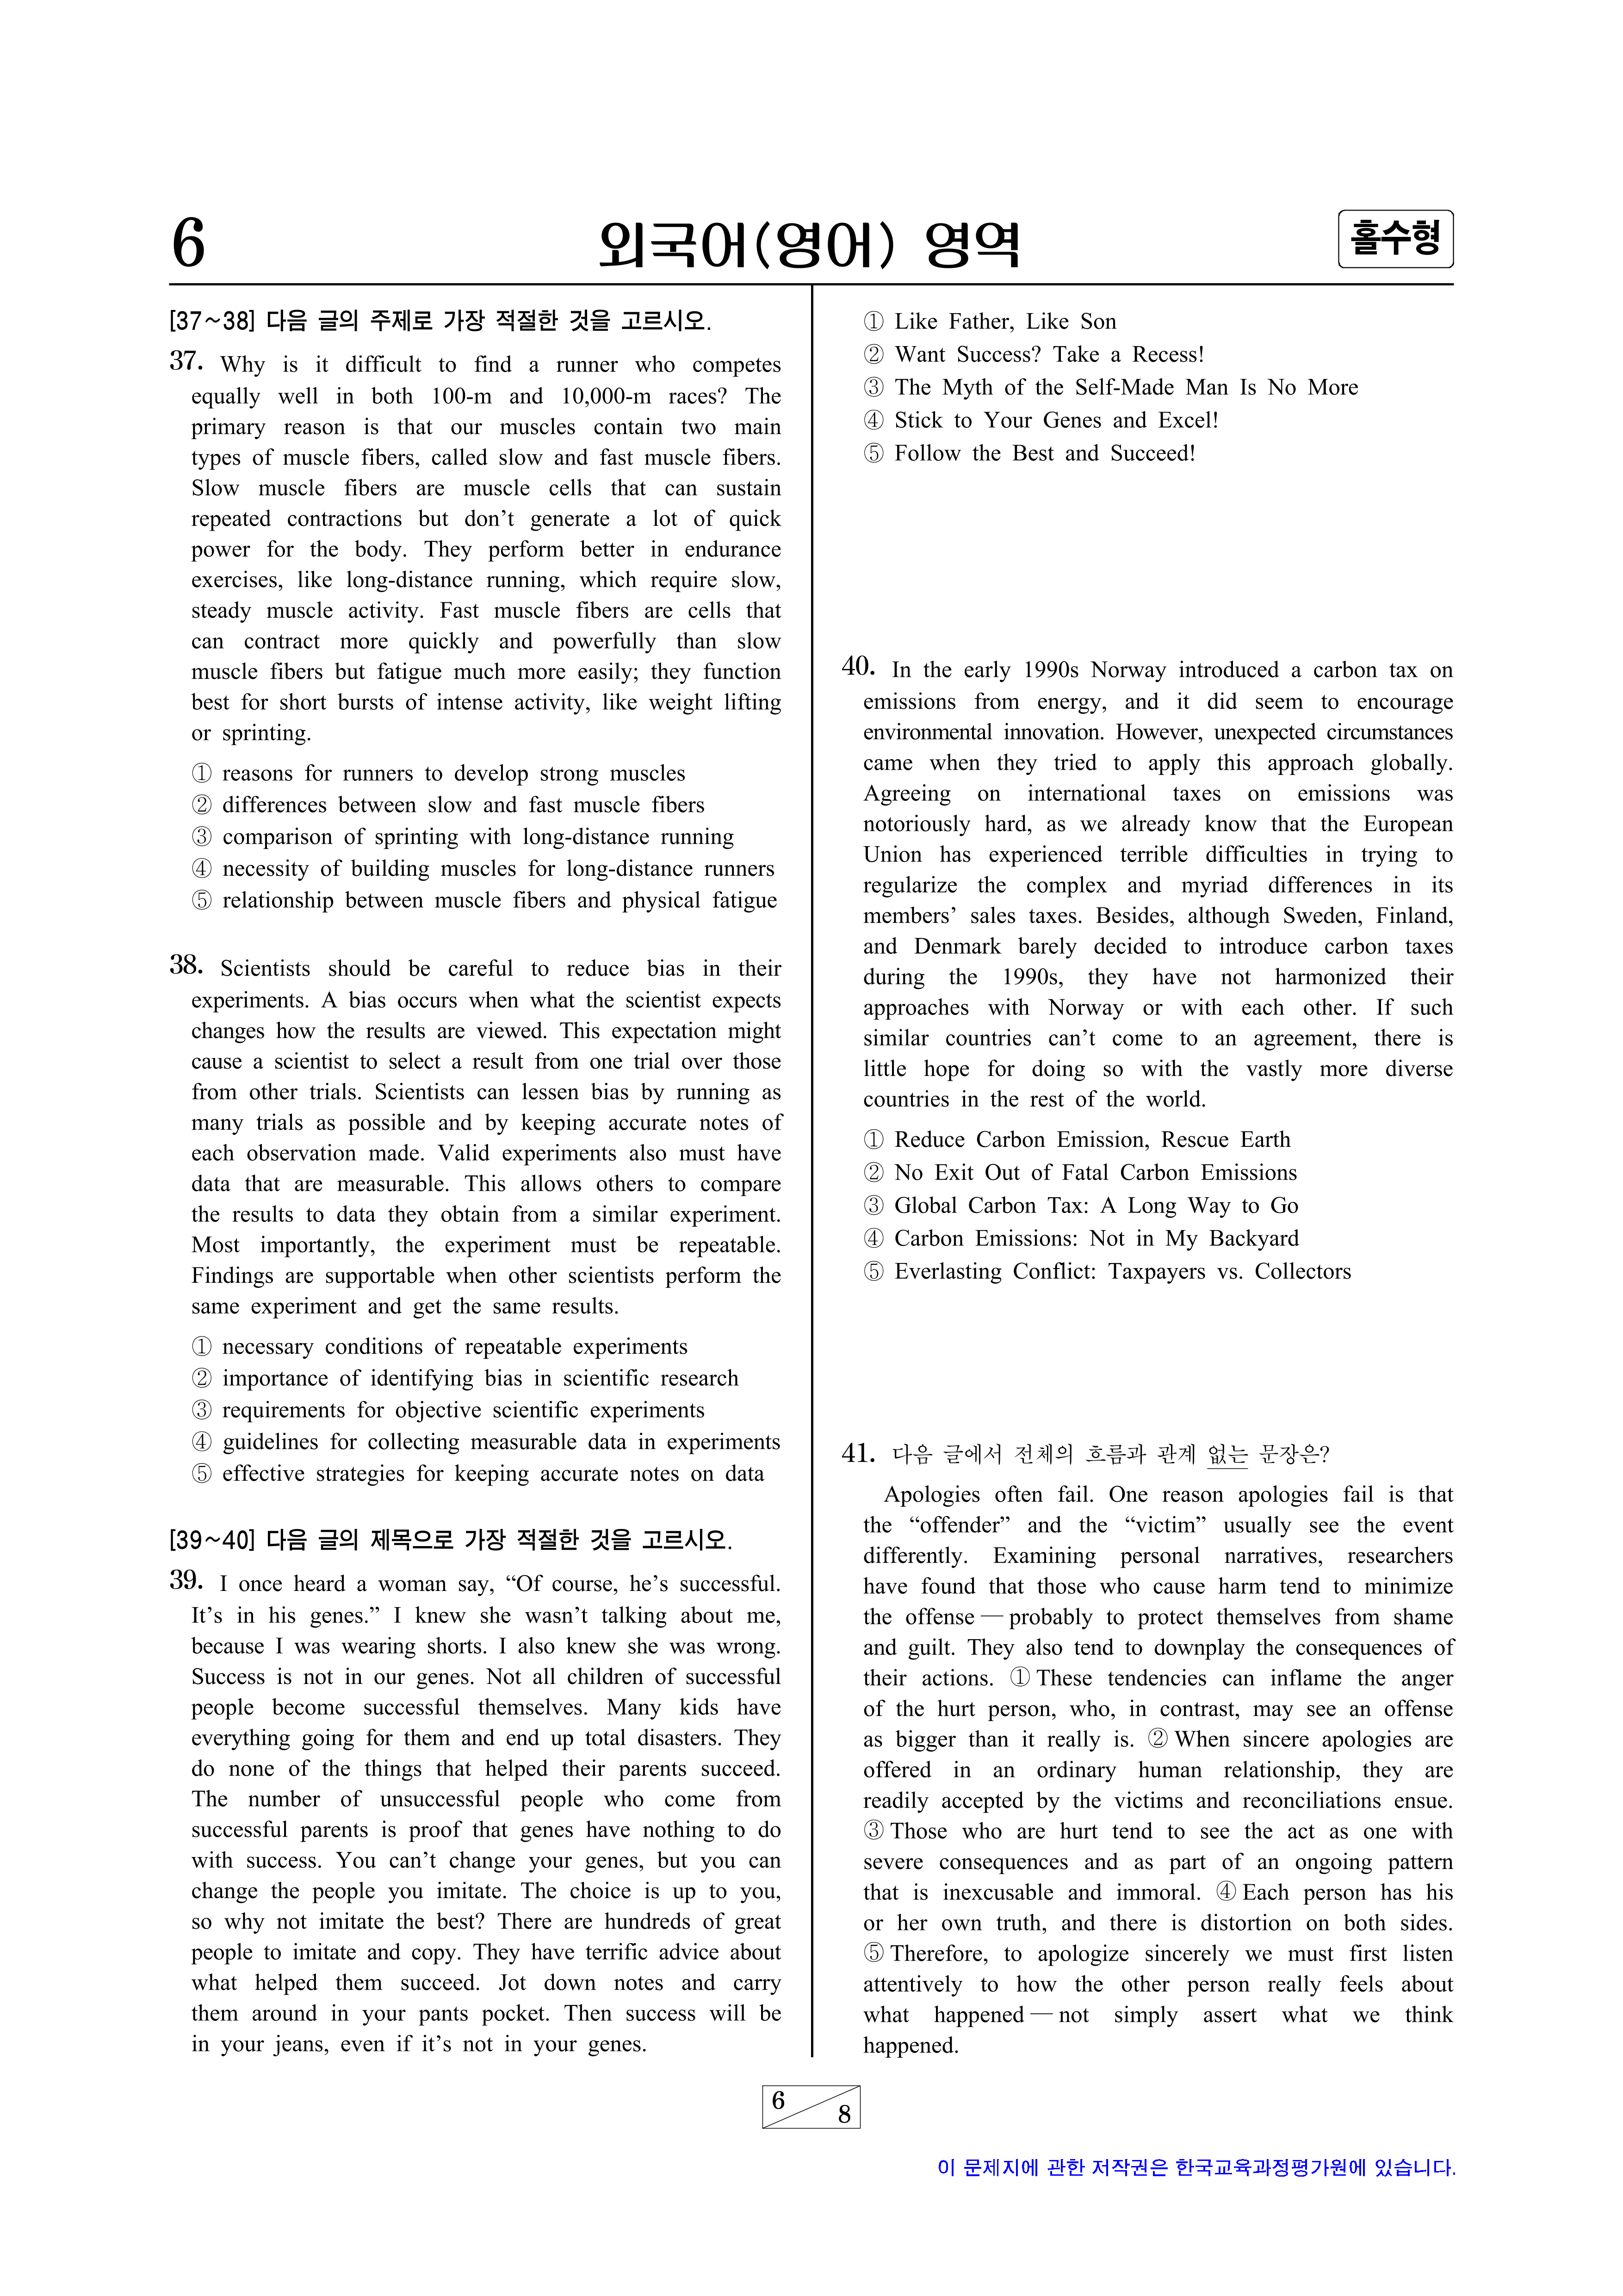 6
외국어(영어) 영역
홀수형
[37~38] 다음 글의 주제로 가장 적절한 것을 고르시오.
37. Why is it difficult to find a runner who competes
equally well in both 100-m and 10,000-m races? The
primary reason is that our muscles contain two main
types of muscle fibers, called slow and fast muscle fibers.
Slow muscle fibers are muscle cells that can sustain
repeated contractions but don't generate a lot of quick
power for the body. They perform better in endurance
exercises, like long-distance running, which require slow,
steady muscle activity. Fast muscle fibers are cells that
can contract more quickly and powerfully than slow
muscle fibers but fatigue much more easily; they function
best for short bursts of intense activity, like weight lifting
or sprinting.
① reasons for runners to develop strong muscles
② differences between slow and fast muscle fibers
③ comparison of sprinting with long-distance running
④ necessity of building muscles for long-distance runners
⑤ relationship between muscle fibers and physical fatigue
38. Scientists should be careful to reduce bias in their
experiments. A bias occurs when what the scientist expects
changes how the results are viewed. This expectation might
cause a scientist to select a result from one trial over those
from other trials. Scientists can lessen bias by running as
many trials as possible and by keeping accurate notes of
each observation made. Valid experiments also must have
data that are measurable. This allows others to compare
the results to data they obtain from a similar experiment.
Most importantly, the experiment must be repeatable.
Findings are supportable when other scientists perform the
same experiment and get the same results.
① necessary conditions of repeatable experiments
② importance of identifying bias in scientific research
③ requirements for objective scientific experiments
④ guidelines for collecting measurable data in experiments
⑤ effective strategies for keeping accurate notes on data
[39~40] 다음 글의 제목으로 가장 적절한 것을 고르시오.
39. I once heard a woman say, “Of course, he's successful.
It's in his genes.” I knew she wasn't talking about me,
because I was wearing shorts. I also knew she was wrong.
Success is not in our genes. Not all children of successful
people become successful themselves. Many kids have
everything going for them and end up total disasters. They
do none of the things that helped their parents succeed.
The number of unsuccessful people who come from
successful parents is proof that genes have nothing to do
with success. You can't change your genes, but you can
change the people you imitate. The choice is up to you,
so why not imitate the best? There are hundreds of great
people to imitate and copy. They have terrific advice about
what helped them succeed. Jot down notes and carry
them around in your pants pocket. Then success will be
in your jeans, even if it's not in your genes.
① Like Father, Like Son
② Want Success? Take a Recess!
③ The Myth of the Self-Made Man Is No More
④ Stick to Your Genes and Excel!
⑤ Follow the Best and Succeed!
40. In the early 1990s Norway introduced a carbon tax on
emissions from energy, and it did seem to encourage
environmental innovation. However, unexpected circumstances
came when they tried to apply this approach globally.
Agreeing on international taxes on emissions was
notoriously hard, as we already know that the European
Union has experienced terrible difficulties in trying to
regularize the complex and myriad differences in its
members' sales taxes. Besides, although Sweden, Finland,
and Denmark barely decided to introduce carbon taxes
during the 1990s, they have not harmonized their
approaches with Norway or with each other. If such
similar countries can't come to an agreement, there is
little hope for doing so with the vastly more diverse
countries in the rest of the world.
① Reduce Carbon Emission, Rescue Earth
② No Exit Out of Fatal Carbon Emissions
③ Global Carbon Tax: A Long Way to Go
④ Carbon Emissions: Not in My Backyard
⑤ Everlasting Conflict: Taxpayers vs. Collectors
41. 다음 글에서 전체의 흐름과 관계 없는 문장은?
Apologies often fail. One reason apologies fail is that
the “offender” and the “victim” usually see the event
differently. Examining personal narratives, researchers
have found that those who cause harm tend to minimize
the offense — probably to protect themselves from shame
and guilt. They also tend to downplay the consequences of
their actions. ① These tendencies can inflame the anger
of the hurt person, who, in contrast, may see an offense
as bigger than it really is. ② When sincere apologies are
offered in an ordinary human relationship, they are
readily accepted by the victims and reconciliations ensue.
③ Those who are hurt tend to see the act as one with
severe consequences and as part of an ongoing pattern
that is inexcusable and immoral. ④ Each person has his
or her own truth, and there is distortion on both sides.
⑤ Therefore, to apologize sincerely we must first listen
attentively to how the other person really feels about
what happened — not simply assert what we think
happened.
6
8
이 문제지에 관한 저작권은 한국교육과정평가원에 있습니다.